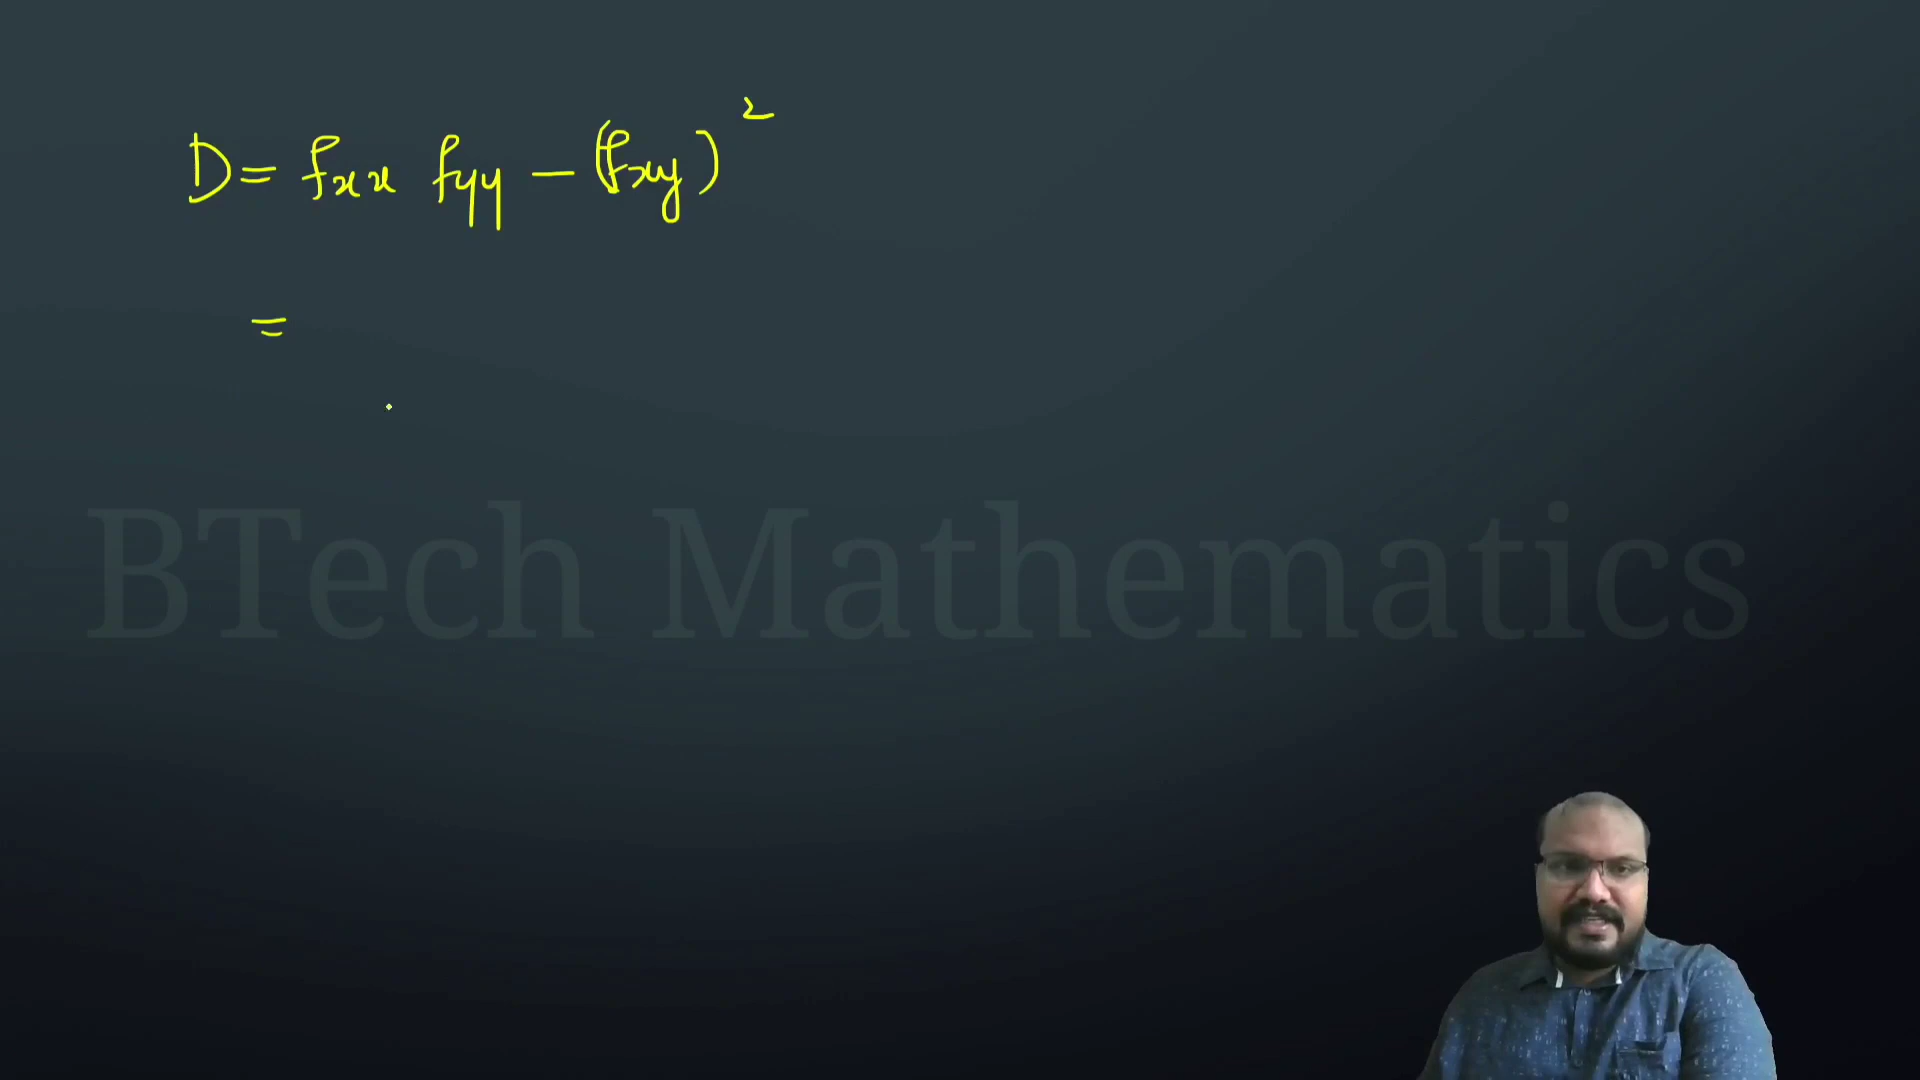 D = fxx fyy − (fxy)²
=
BTech Mathematics